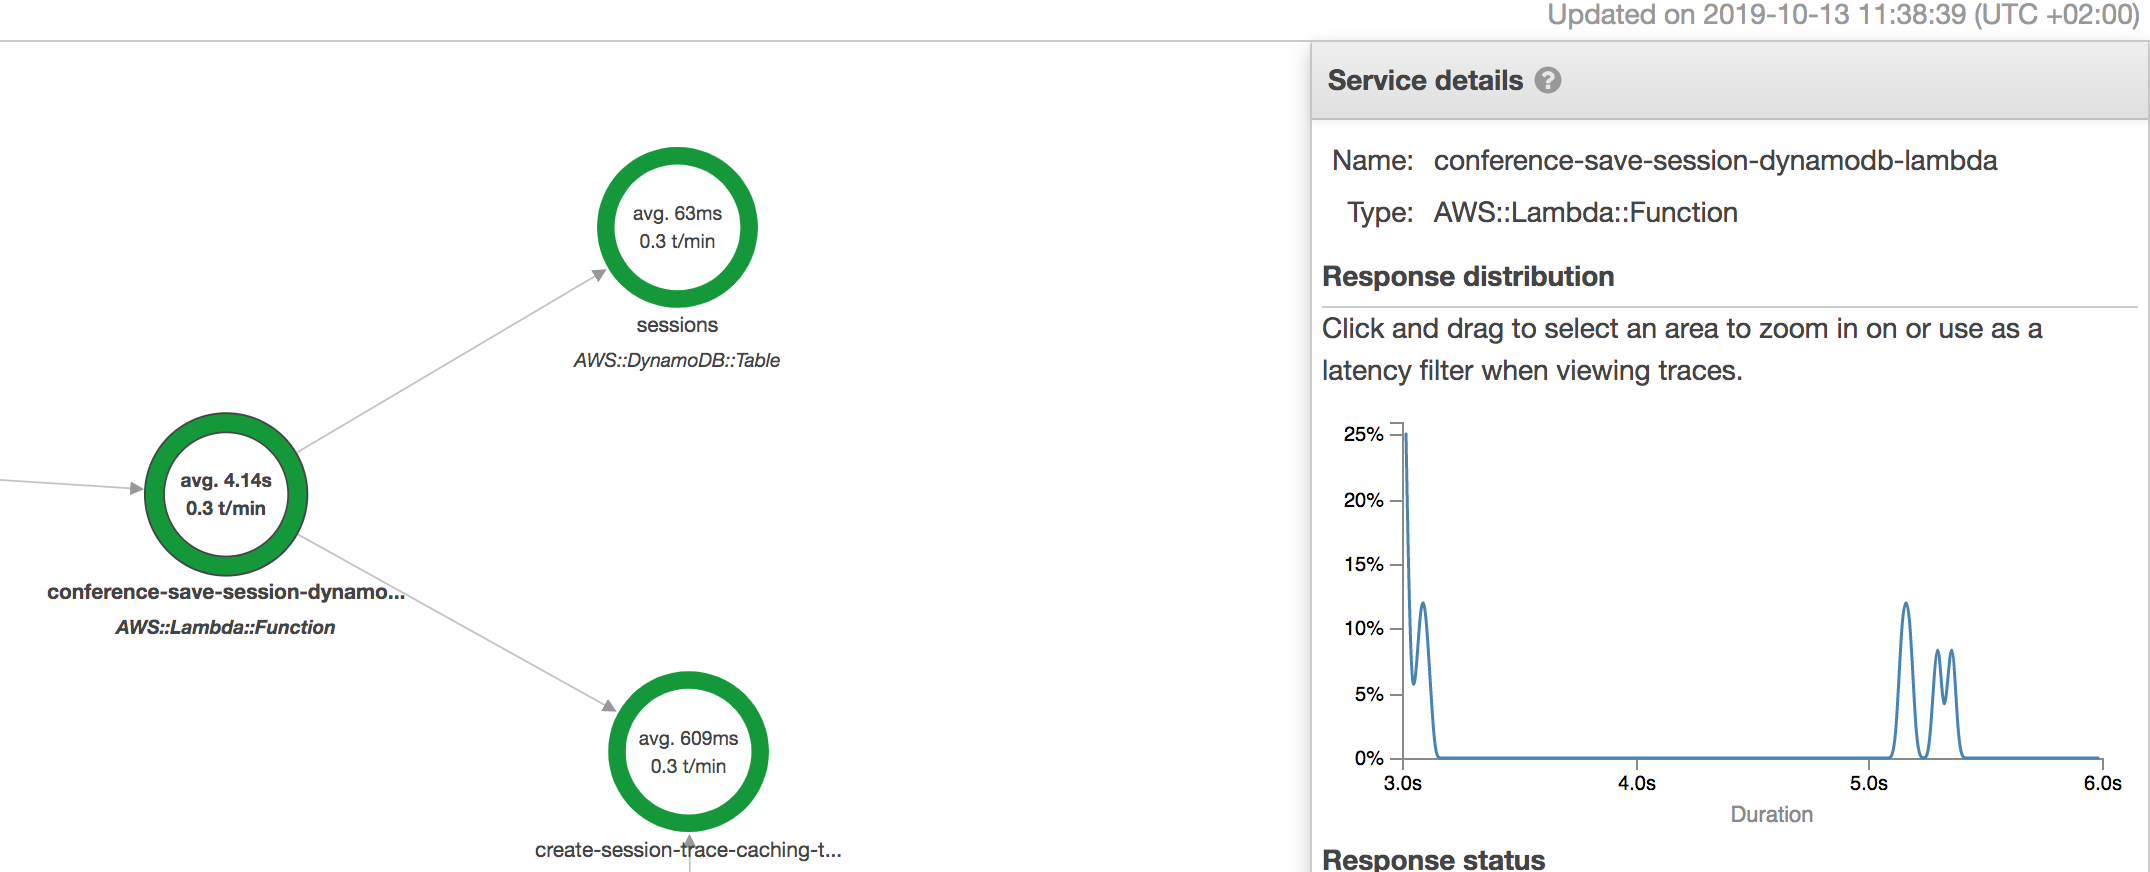 Updated on 2019-10-13 11:38:39 (UTC +02:00)
avg. 63ms
0.3 t/min
sessions
AWS::DynamoDB::Table
avg. 4.14s
0.3 t/min
conference-save-session-dynamo...
AWS::Lambda::Function
avg. 609ms
0.3 t/min
create-session-trace-caching-t...
Service details ?
Name: conference-save-session-dynamodb-lambda
Type: AWS::Lambda::Function
Response distribution
Click and drag to select an area to zoom in on or use as a
latency filter when viewing traces.
25%
20%
15%
10%
5%
0%
3.0s 4.0s 5.0s 6.0s
Duration
Response status